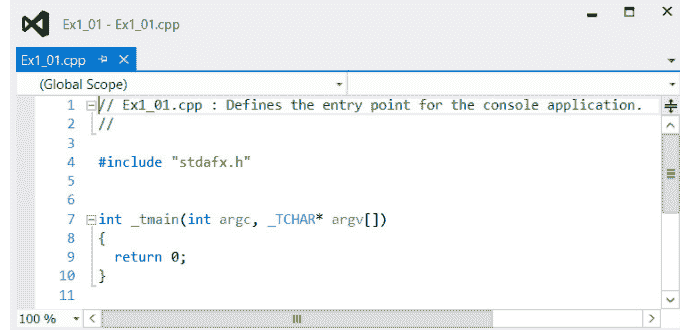 Ex1_01 - Ex1_01.cpp
Ex1_01.cpp
(Global Scope)
1 // Ex1_01.cpp : Defines the entry point for the console application.
2 //
3
4 #include "stdafx.h"
5
6
7 int _tmain(int argc, _TCHAR* argv[])
8 {
9 return 0;
10 }
11
100 %